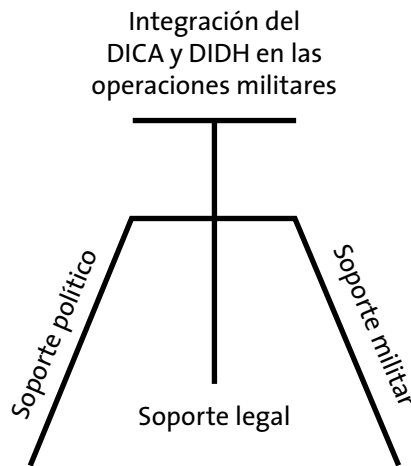 Integración del
DICA y DIDH en las
operaciones militares
Soporte político
Soporte militar
Soporte legal